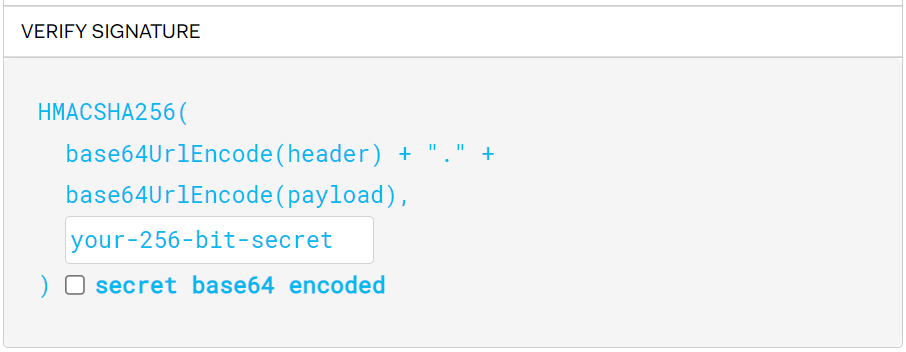 VERIFY SIGNATURE
HMACSHA256(
base64UrlEncode(header) + "." +
base64UrlEncode(payload),
your-256-bit-secret
) secret base64 encoded